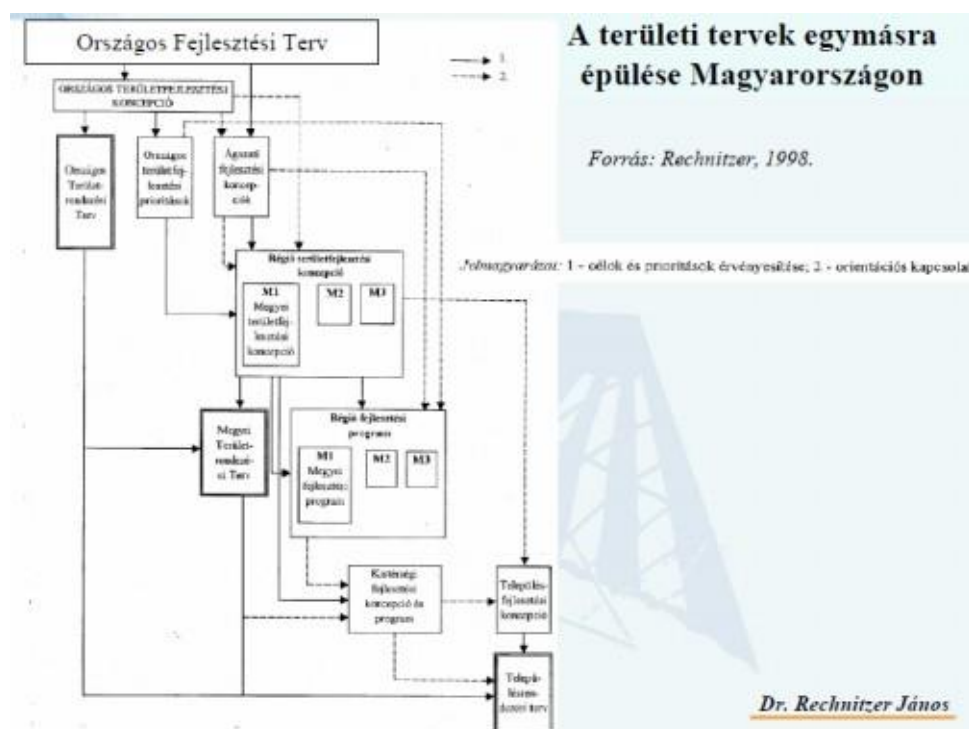 Országos Fejlesztési Terv
ORSZÁGOS TERÜLETFEJLESZTÉSI
KONCEPCIÓ
Országos
Terület-
rendezési
Terv
Országos
területfej-
lesztési
prioritások
Ágazati
fejlesztési
koncep-
ciók
Régió területfejlesztési
koncepció
M1
Megyei
területfej-
lesztési
koncepció
M2
M3
Megyei
Terület-
rendezé-
si Terv
Régió fejlesztési
program
M1
Megyei
fejlesztési
program
M2
M3
Kistérségi
fejlesztési
koncepció és
program
Település-
fejlesztési
koncepció
Telepü-
lésren-
dezési terv
1.
2.
A területi tervek egymásra
épülése Magyarországon
Forrás: Rechnitzer, 1998.
Jelmagyarázat: 1 - célok és prioritások érvényesítése; 2 - orientációs kapcsolat
Dr. Rechnitzer János